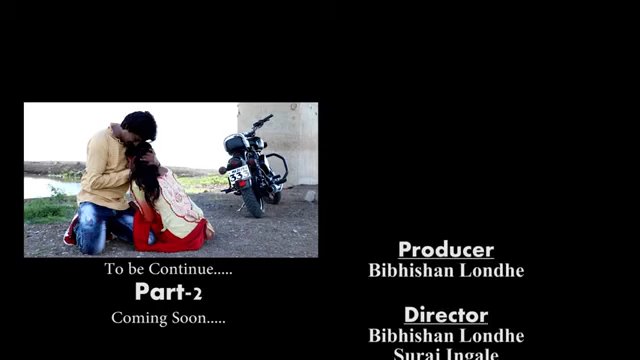 To be Continue.....
Part-2
Coming Soon.....
Producer
Bibhishan Londhe
Director
Bibhishan Londhe
Suraj Ingale